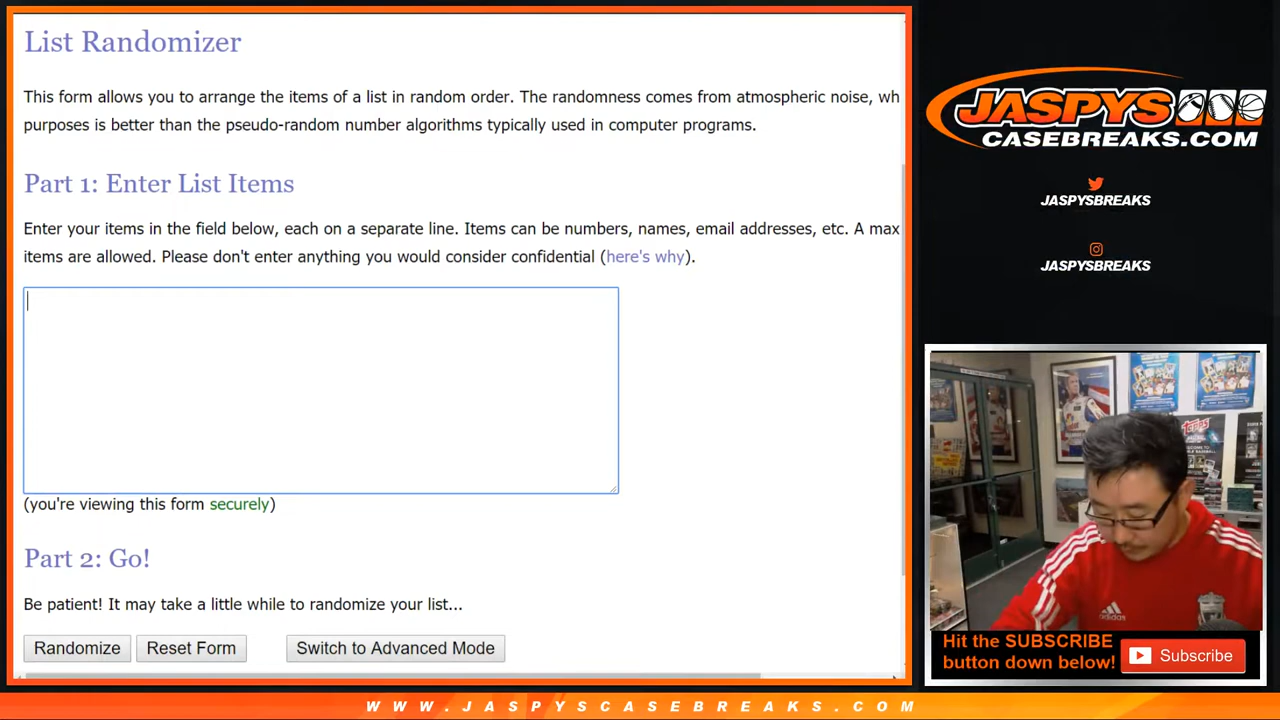 List Randomizer
This form allows you to arrange the items of a list in random order. The randomness comes from atmospheric noise, wh
purposes is better than the pseudo-random number algorithms typically used in computer programs.
Part 1: Enter List Items
Enter your items in the field below, each on a separate line. Items can be numbers, names, email addresses, etc. A max
items are allowed. Please don't enter anything you would consider confidential (here's why).
(you're viewing this form securely)
Part 2: Go!
Be patient! It may take a little while to randomize your list...
Randomize Reset Form Switch to Advanced Mode
JASPYS
CASEBREAKS.COM
JASPYSBREAKS
JASPYSBREAKS
topps
adidas
Hit the SUBSCRIBE
button down below!
Subscribe
WWW.JASPYSCASEBREAKS.COM